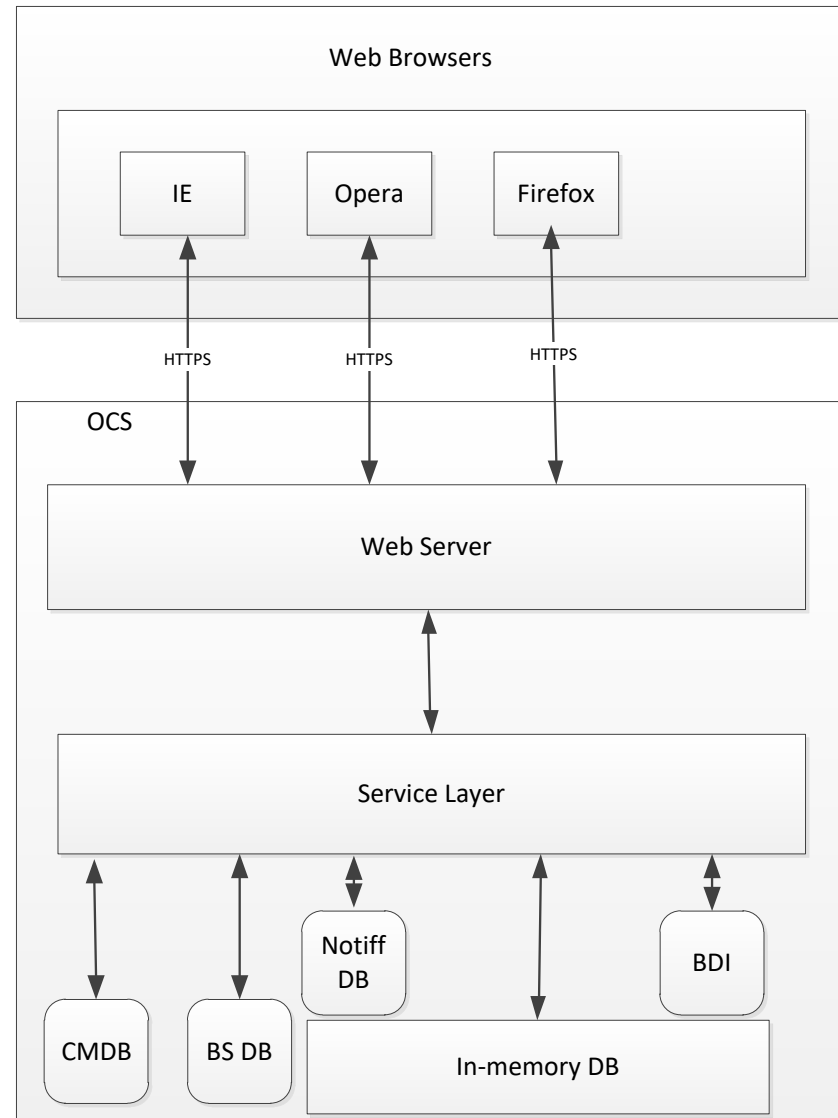 Web Browsers
IE
Opera
Firefox
HTTPS
HTTPS
HTTPS
OCS
Web Server
Service Layer
Notiff
DB
BDI
CMDB
BS DB
In-memory DB